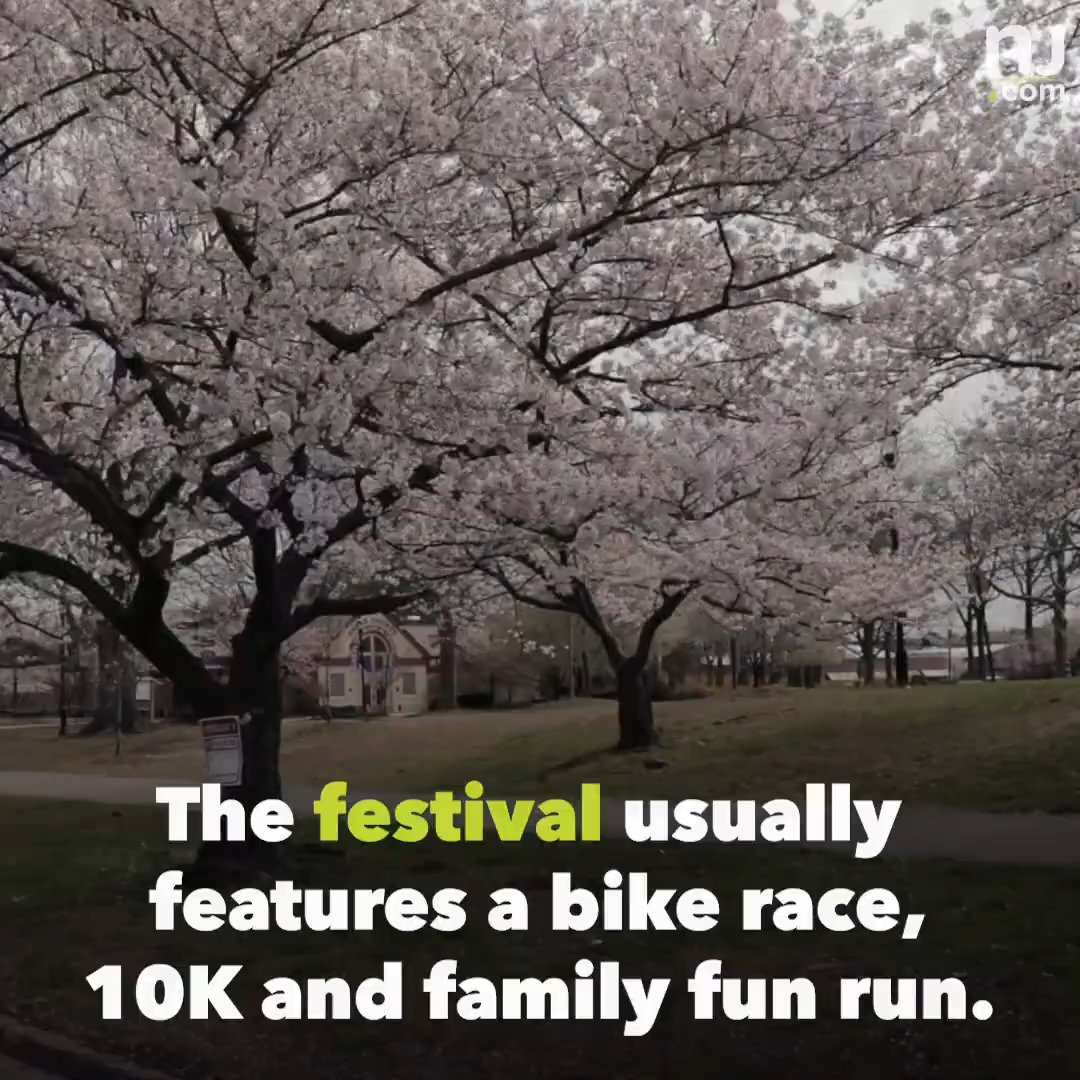 nj
.com
The festival usually
features a bike race,
10K and family fun run.